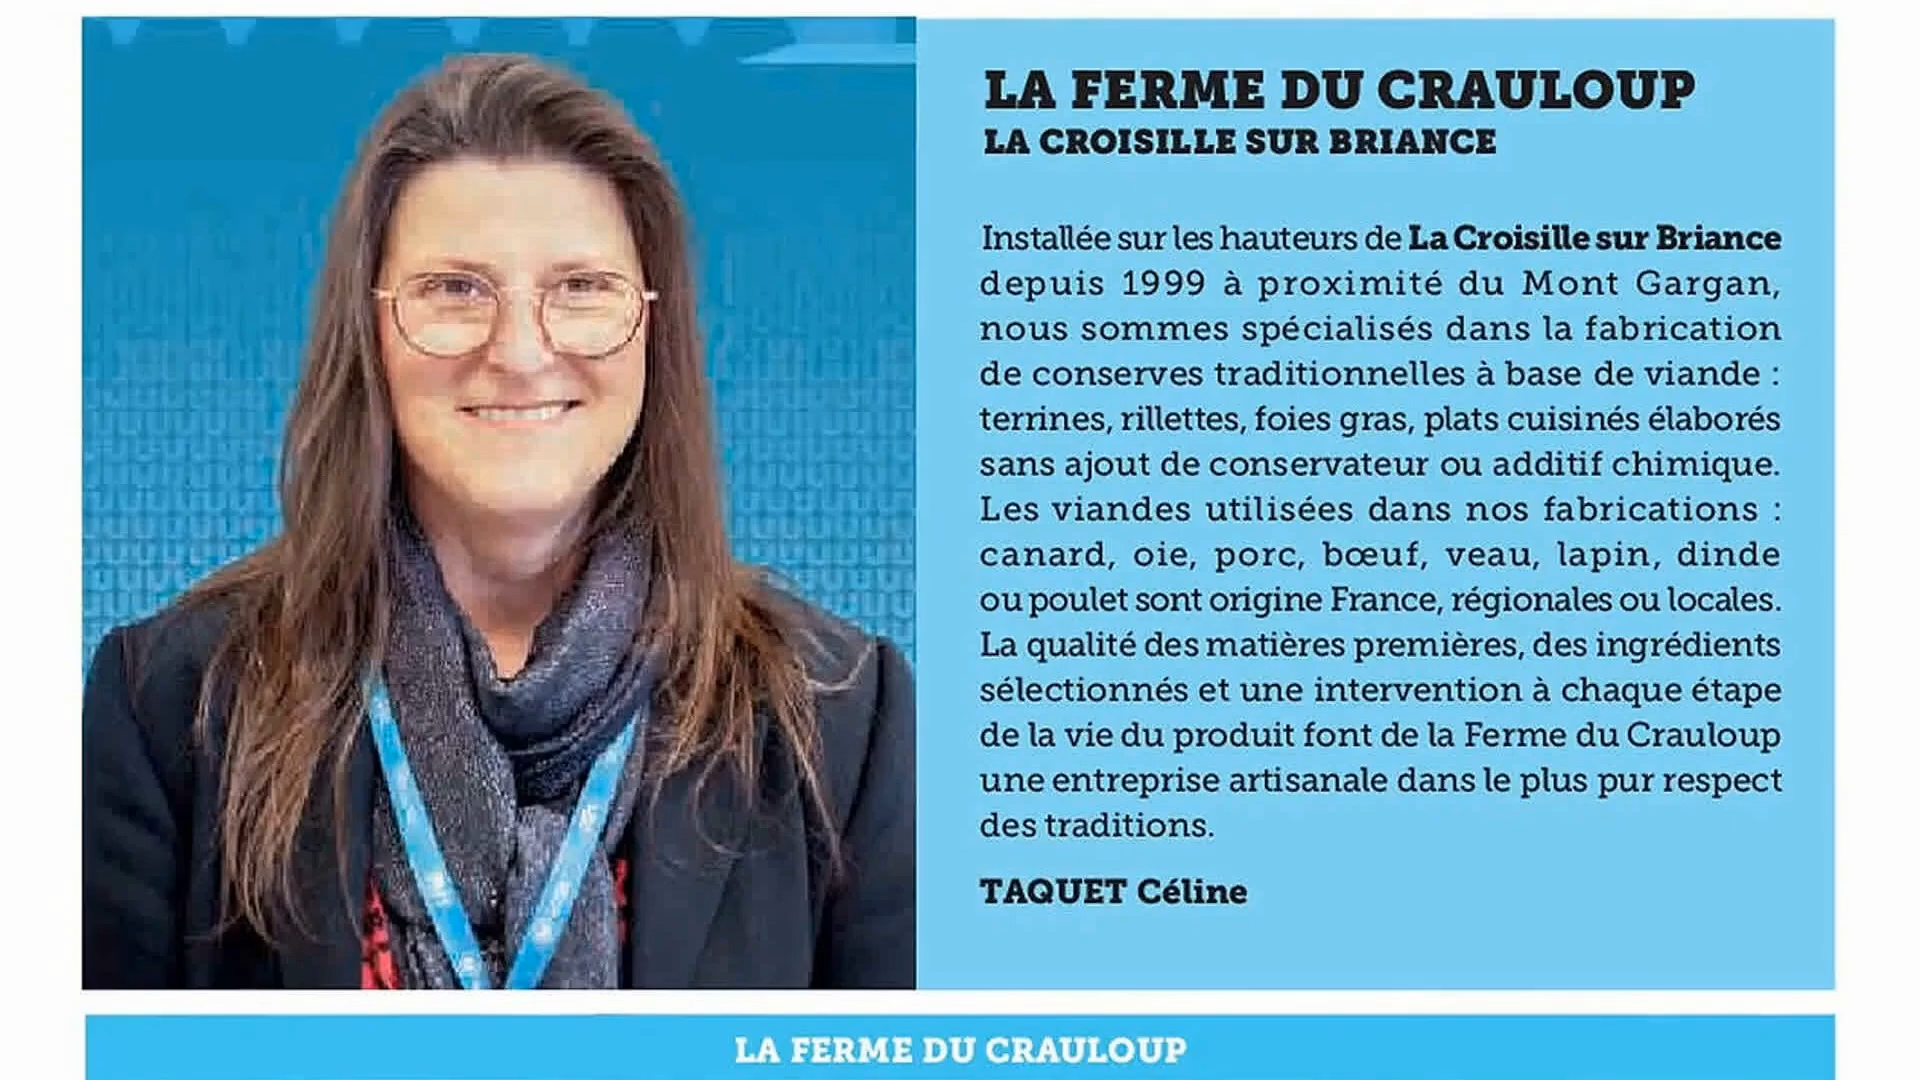 LA FERME DU CRAULOUP
LA CROISILLE SUR BRIANCE
Installée sur les hauteurs de La Croisille sur Briance
depuis 1999 à proximité du Mont Gargan,
nous sommes spécialisés dans la fabrication
de conserves traditionnelles à base de viande :
terrines, rillettes, foies gras, plats cuisinés élaborés
sans ajout de conservateur ou additif chimique.
Les viandes utilisées dans nos fabrications :
canard, oie, porc, bœuf, veau, lapin, dinde
ou poulet sont origine France, régionales ou locales.
La qualité des matières premières, des ingrédients
sélectionnés et une intervention à chaque étape
de la vie du produit font de la Ferme du Crauloup
une entreprise artisanale dans le plus pur respect
des traditions.
TAQUET Céline
LA FERME DU CRAULOUP